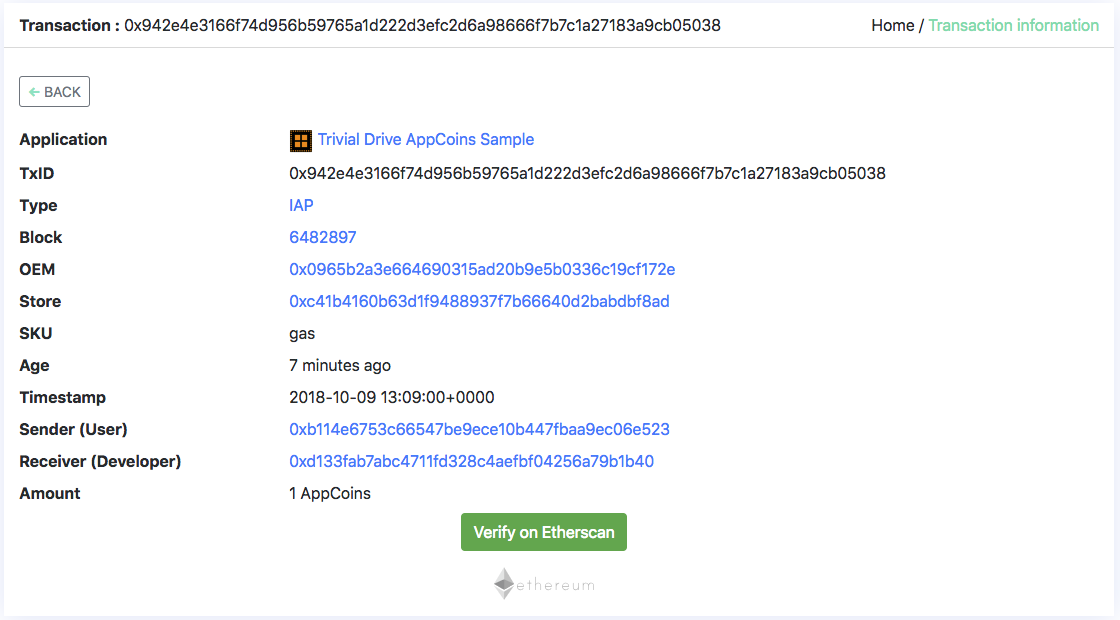 Transaction : 0x942e4e3166f74d956b59765a1d222d3efc2d6a98666f7b7c1a27183a9cb05038 Home / Transaction information
← BACK
Application Trivial Drive AppCoins Sample
TxID 0x942e4e3166f74d956b59765a1d222d3efc2d6a98666f7b7c1a27183a9cb05038
Type IAP
Block 6482897
OEM 0x0965b2a3e664690315ad20b9e5b0336c19cf172e
Store 0xc41b4160b63d1f9488937f7b66640d2babdbf8ad
SKU gas
Age 7 minutes ago
Timestamp 2018-10-09 13:09:00+0000
Sender (User) 0xb114e6753c66547be9ece10b447fbaa9ec06e523
Receiver (Developer) 0xd133fab7abc4711fd328c4aefbf04256a79b1b40
Amount 1 AppCoins
Verify on Etherscan
ethereum